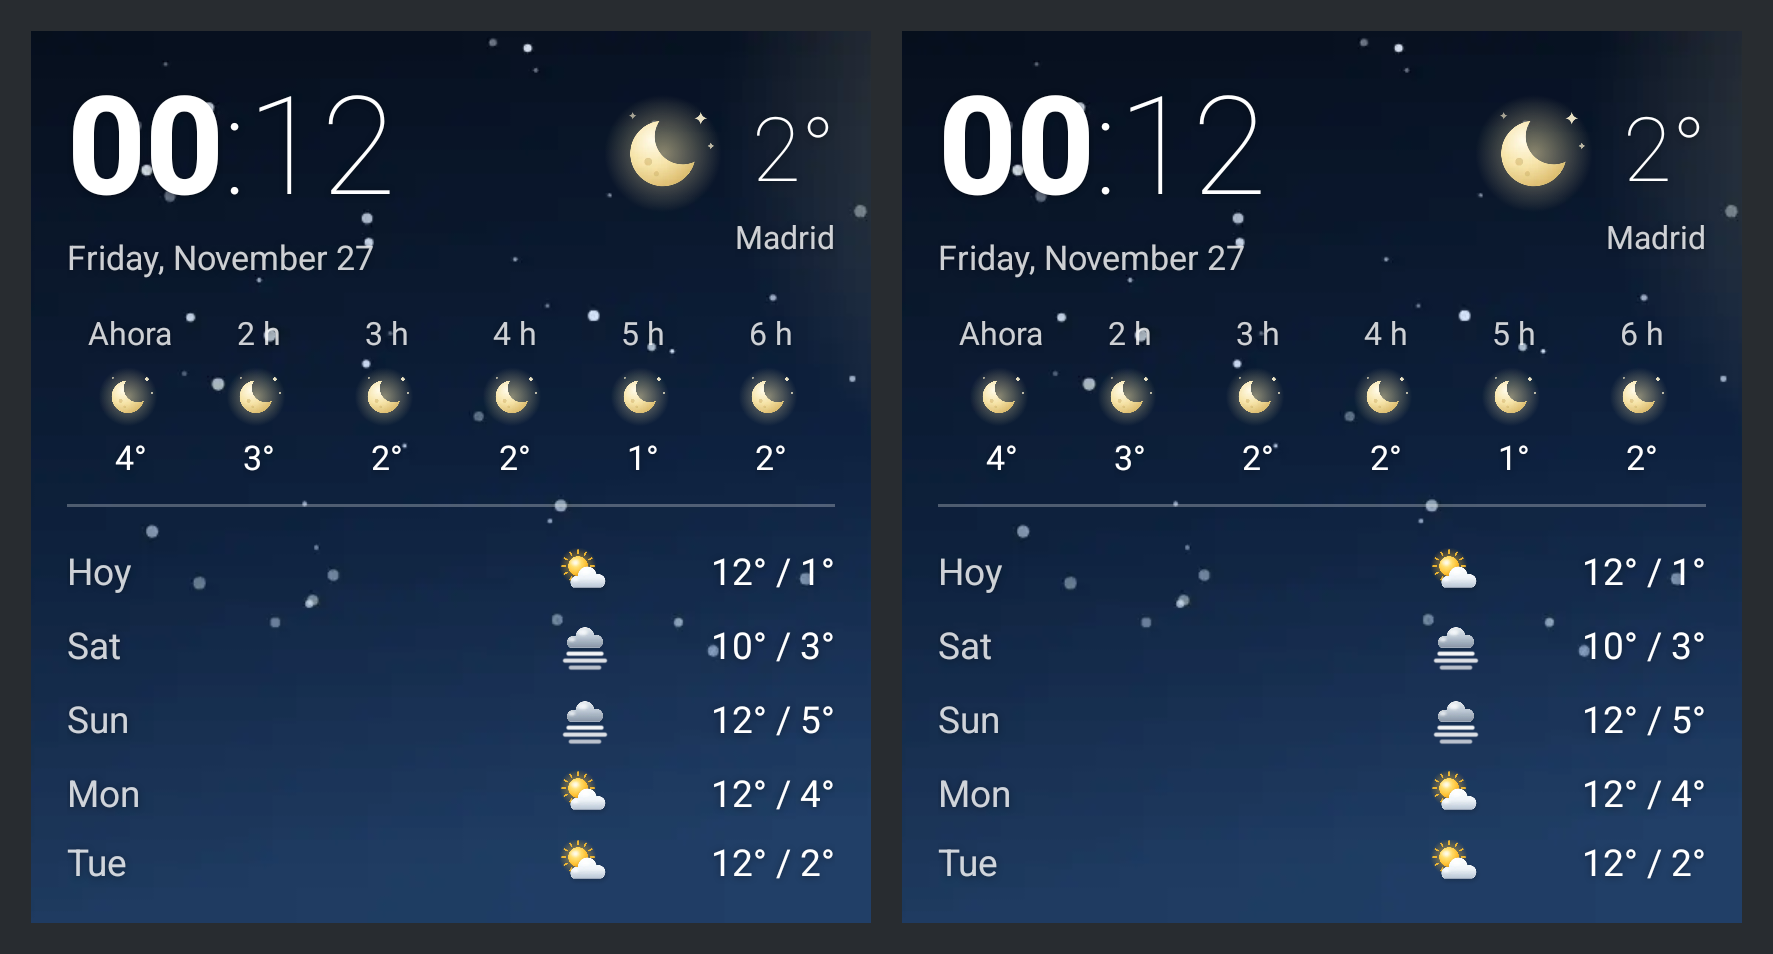 00:12
2°
Madrid
Friday, November 27
Ahora 2 h 3 h 4 h 5 h 6 h
4° 3° 2° 2° 1° 2°
Hoy 12° / 1°
Sat 10° / 3°
Sun 12° / 5°
Mon 12° / 4°
Tue 12° / 2°
00:12
2°
Madrid
Friday, November 27
Ahora 2 h 3 h 4 h 5 h 6 h
4° 3° 2° 2° 1° 2°
Hoy 12° / 1°
Sat 10° / 3°
Sun 12° / 5°
Mon 12° / 4°
Tue 12° / 2°